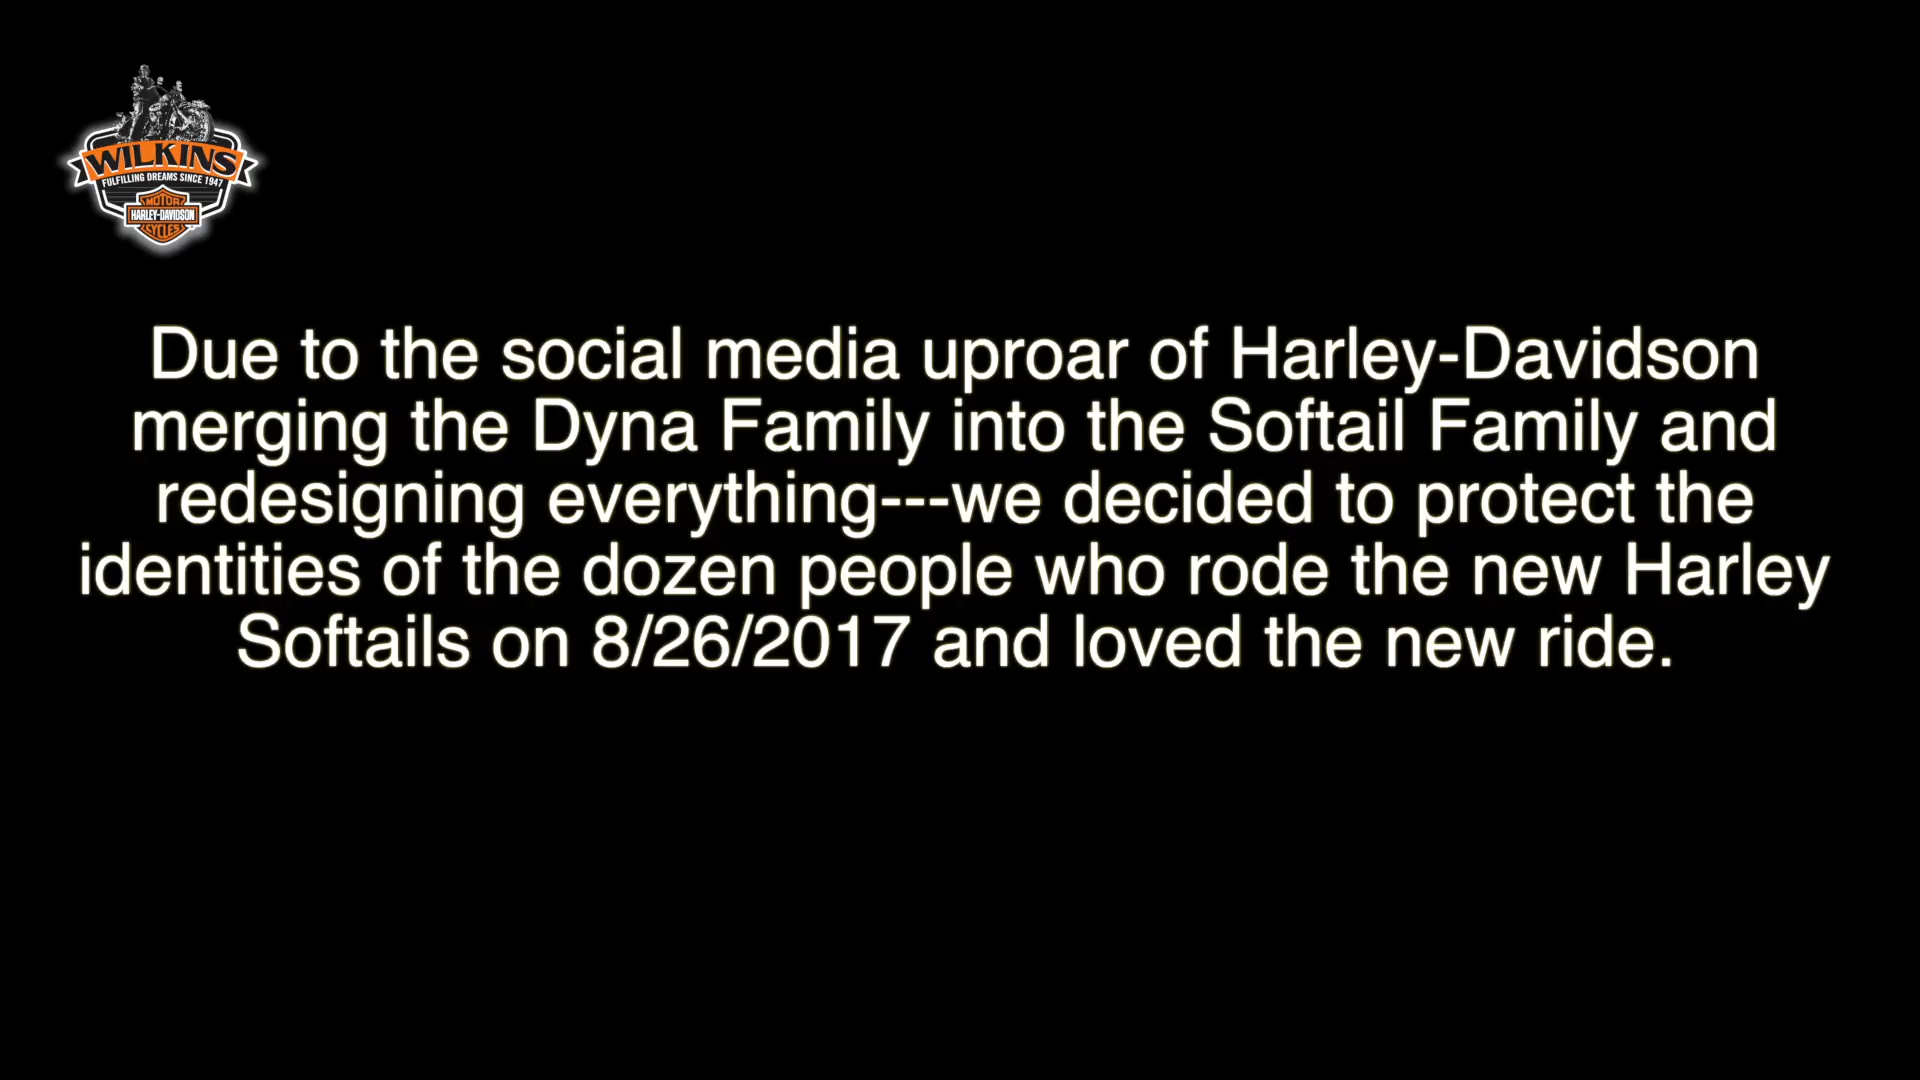 WILKINS
FULFILLING DREAMS SINCE 1947
MOTOR
HARLEY-DAVIDSON
CYCLES
Due to the social media uproar of Harley-Davidson
merging the Dyna Family into the Softail Family and
redesigning everything---we decided to protect the
identities of the dozen people who rode the new Harley
Softails on 8/26/2017 and loved the new ride.